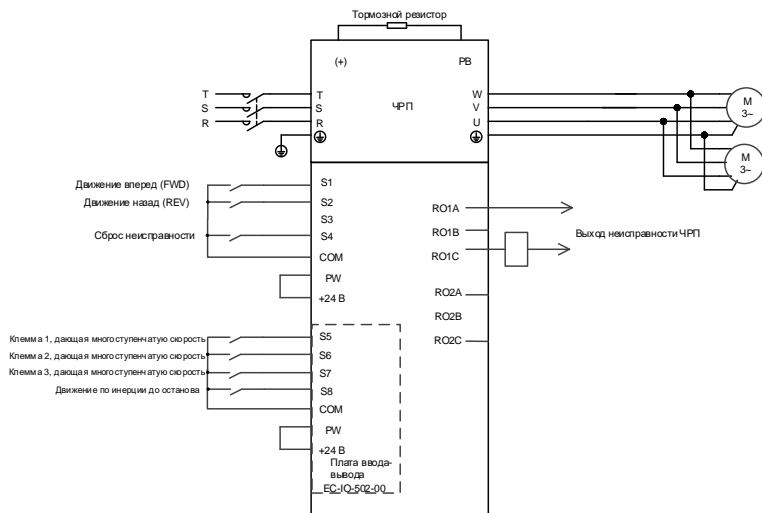 Тормозной резистор
(+)
PB
ЧРП
T
S
R
T
S
R
W
V
U
M
3~
M
3~
Движение вперед (FWD)
Движение назад (REV)
Сброс неисправности
S1
S2
S3
S4
COM
PW
+24 В
RO1A
RO1B
RO1C
RO2A
RO2B
RO2C
Выход неисправности ЧРП
Клемма 1, дающая многоступенчатую скорость
Клемма 2, дающая многоступенчатую скорость
Клемма 3, дающая многоступенчатую скорость
Движение по инерции до останова
S5
S6
S7
S8
COM
PW
+24 В
Плата ввода-
вывода
EC-IO-502-00